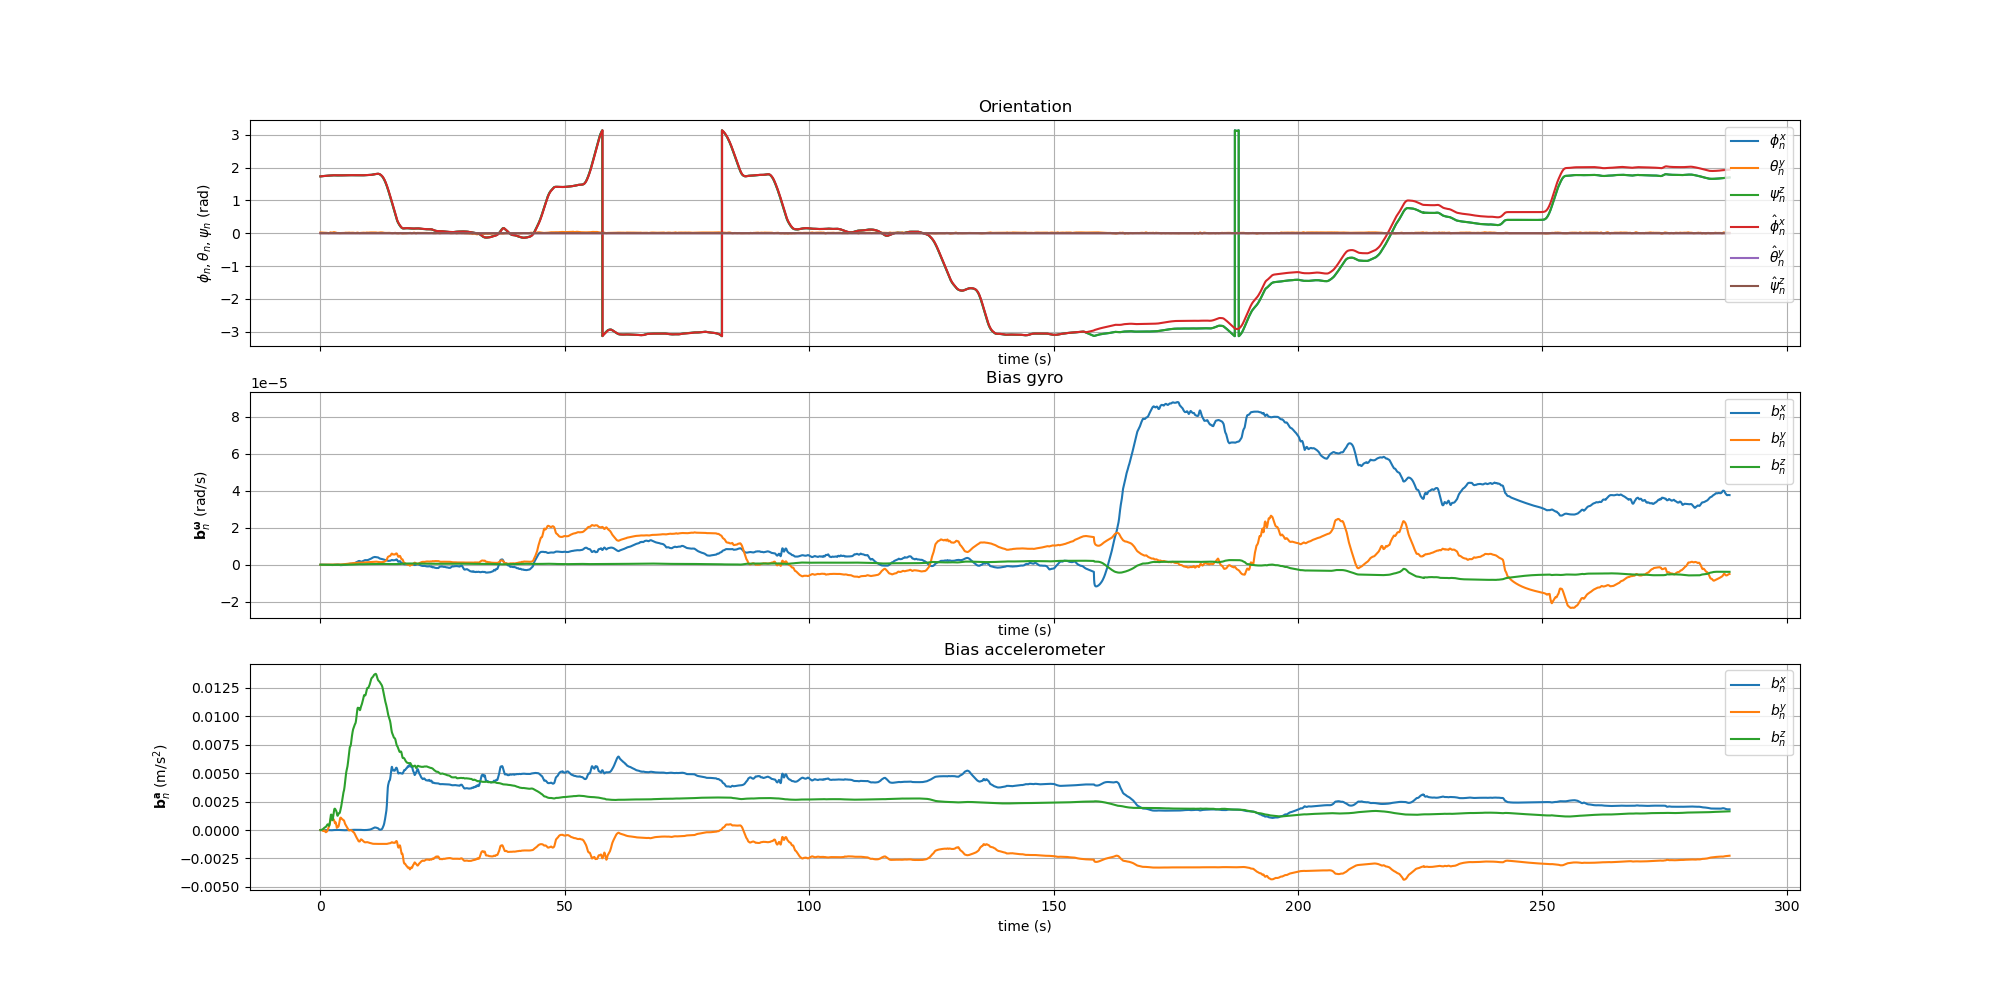 Orientation
3
2
1
0
−1
−2
−3
ϕₙ, θₙ, ψₙ (rad)
ϕₙˣ
θₙʸ
ψₙᶻ
ϕ̂ₙˣ
θ̂ₙʸ
ψ̂ₙᶻ
time (s)
1e−5
Bias gyro
8
6
4
2
0
−2
𝐛ₙ^𝛚 (rad/s)
bₙˣ
bₙʸ
bₙᶻ
time (s)
Bias accelerometer
0.0125
0.0100
0.0075
0.0050
0.0025
0.0000
−0.0025
−0.0050
𝐛ₙ^𝐚 (m/s²)
bₙˣ
bₙʸ
bₙᶻ
0 50 100 150 200 250 300
time (s)